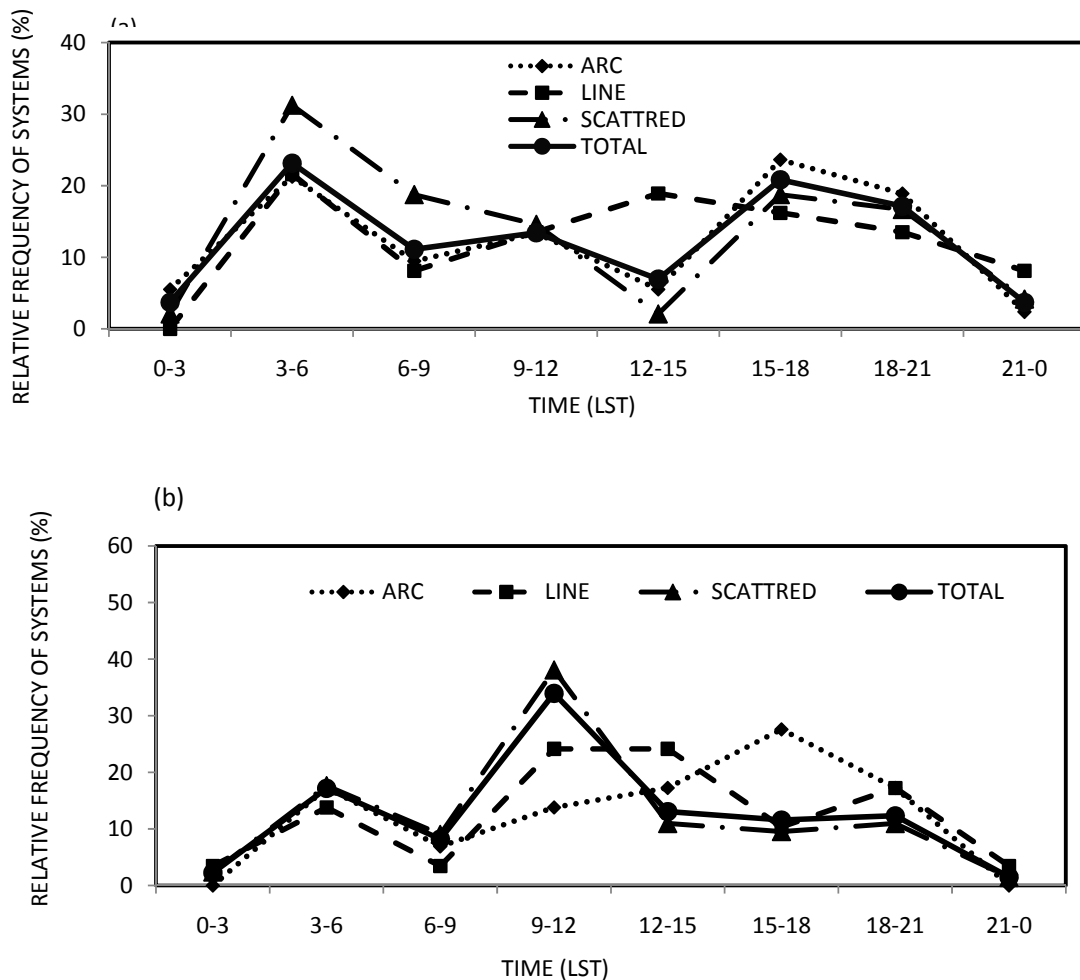 (a)
RELATIVE FREQUENCY OF SYSTEMS (%)
40
30
20
10
0
ARC
LINE
SCATTRED
TOTAL
0-3 3-6 6-9 9-12 12-15 15-18 18-21 21-0
TIME (LST)
(b)
RELATIVE FREQUENCY OF SYSTEMS (%)
60
50
40
30
20
10
0
ARC LINE SCATTRED TOTAL
0-3 3-6 6-9 9-12 12-15 15-18 18-21 21-0
TIME (LST)